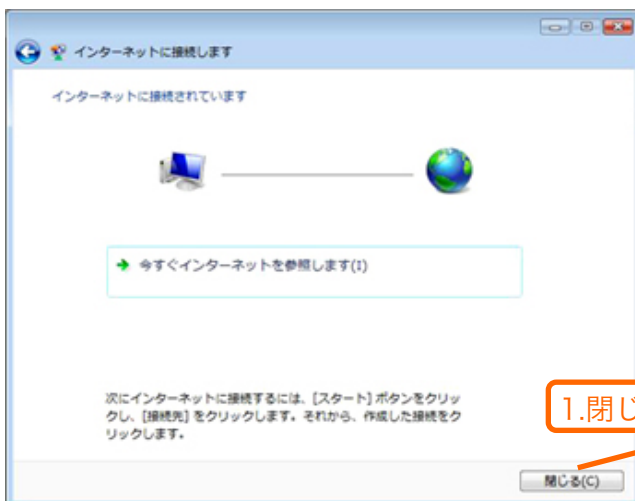 インターネットに接続します
インターネットに接続されています
今すぐインターネットを参照します(I)
次にインターネットに接続するには、[スタート] ボタンをクリッ
クし、[接続先] をクリックします。それから、作成した接続をク
リックします。
1.閉じ
閉じる(C)